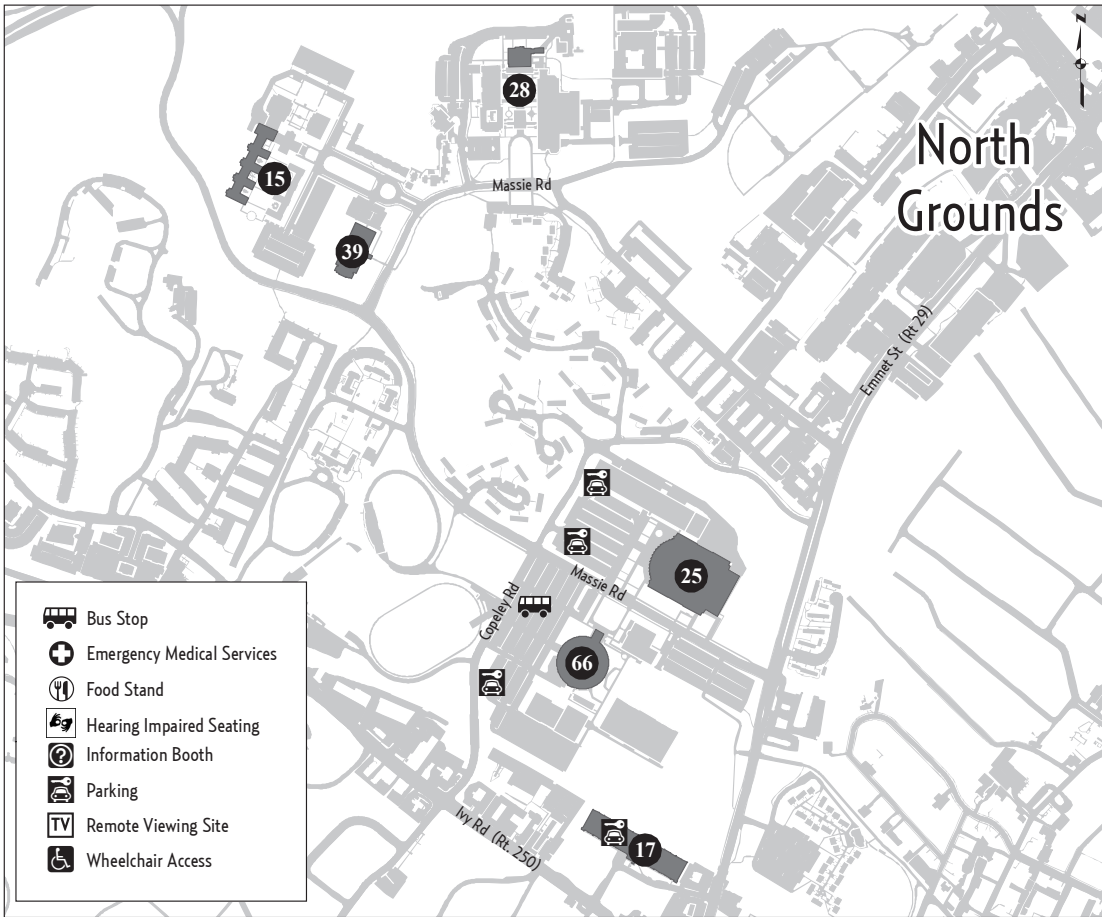 N
North
Grounds
28
15
Massie Rd
39
Emmet St (Rt 29)
25
Massie Rd
Copeley Rd
66
Bus Stop
Emergency Medical Services
Food Stand
Hearing Impaired Seating
? Information Booth
Parking
TV Remote Viewing Site
Wheelchair Access
Ivy Rd (Rt. 250)
17